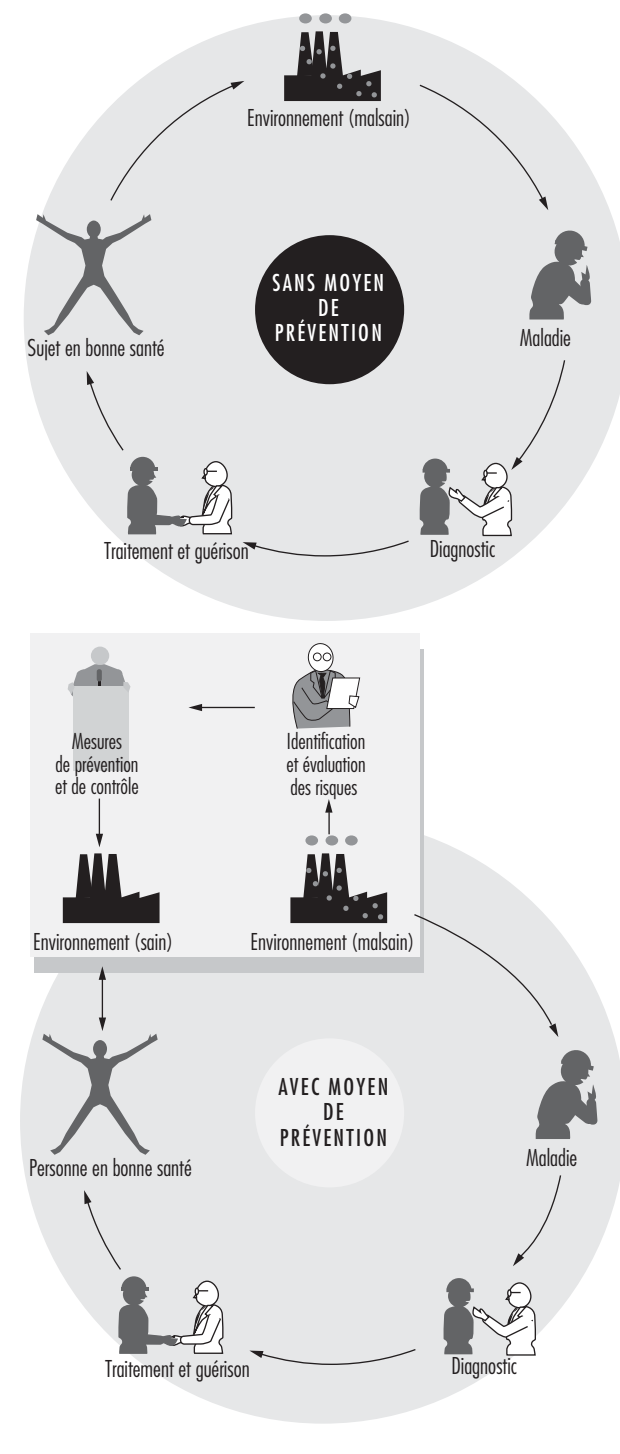 Environnement (malsain)
SANS MOYEN
DE
PRÉVENTION
Sujet en bonne santé
Maladie
Traitement et guérison
Diagnostic
Mesures
de prévention
et de contrôle
Identification
et évaluation
des risques
Environnement (sain)
Environnement (malsain)
AVEC MOYEN
DE
PRÉVENTION
Personne en bonne santé
Maladie
Traitement et guérison
Diagnostic